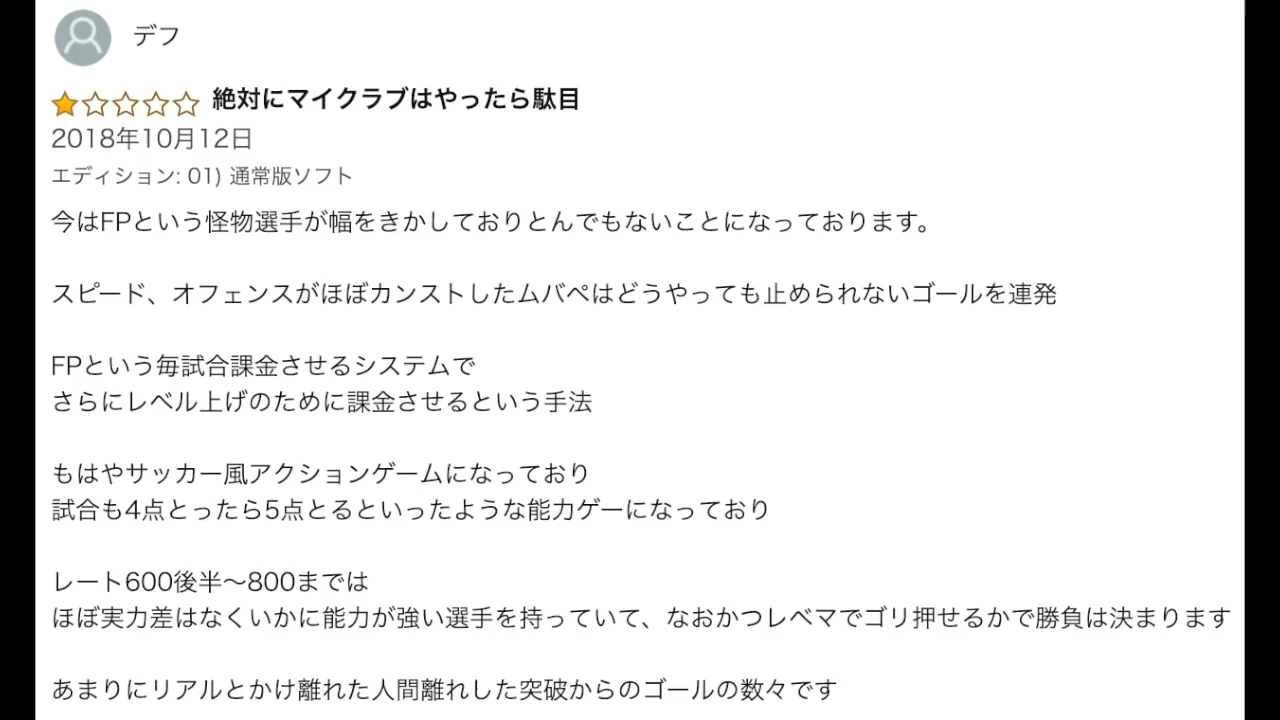 デフ
絶対にマイクラブはやったら駄目
2018年10月12日
エディション: 01) 通常版ソフト
今はFPという怪物選手が幅をきかしておりとんでもないことになっております。
スピード、オフェンスがほぼカンストしたムバペはどうやっても止められないゴールを連発
FPという毎試合課金させるシステムで
さらにレベル上げのために課金させるという手法
もはやサッカー風アクションゲームになっており
試合も4点とったら5点とるといったような能力ゲーになっており
レート600後半〜800までは
ほぼ実力差はなくいかに能力が強い選手を持っていて、なおかつレベマでゴリ押せるかで勝負は決まります
あまりにリアルとかけ離れた人間離れした突破からのゴールの数々です